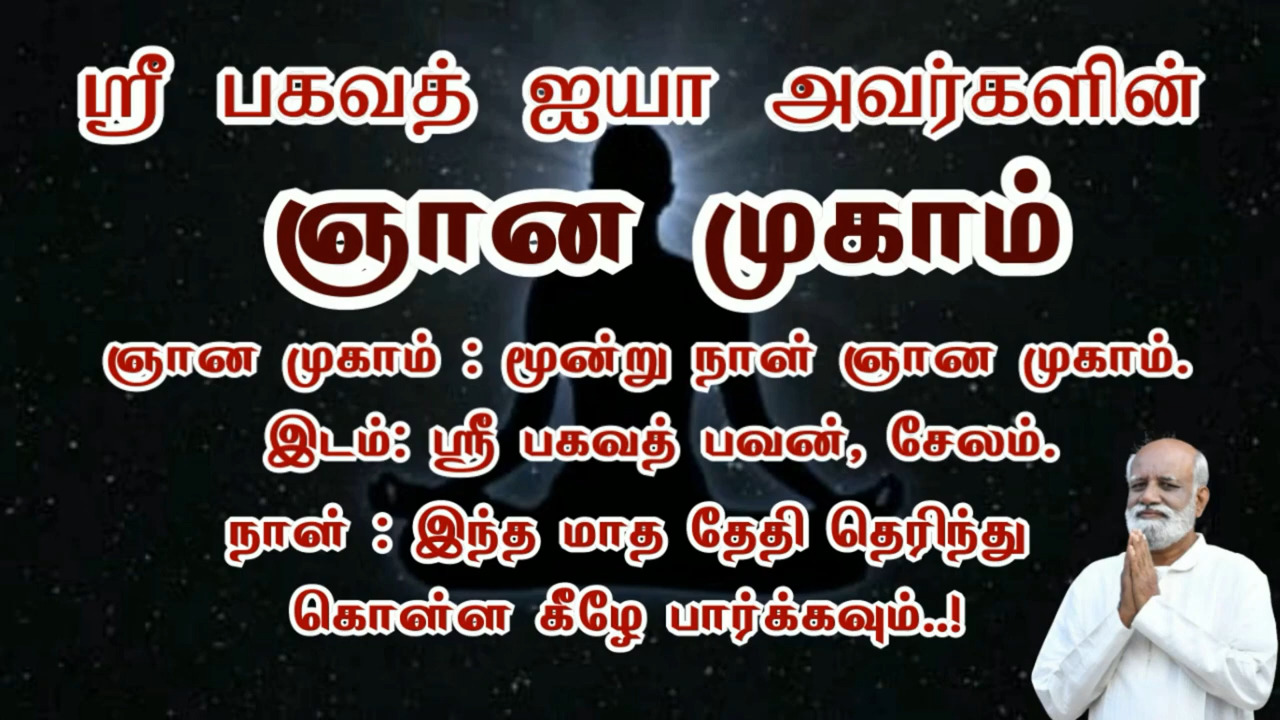 ஸ்ரீ பகவத் ஐயா அவர்களின்
ஞான முகாம்
ஞான முகாம் : மூன்று நாள் ஞான முகாம்.
இடம்: ஸ்ரீ பகவத் பவன், சேலம்.
நாள் : இந்த மாத தேதி தெரிந்து
கொள்ள கீழே பார்க்கவும்..!